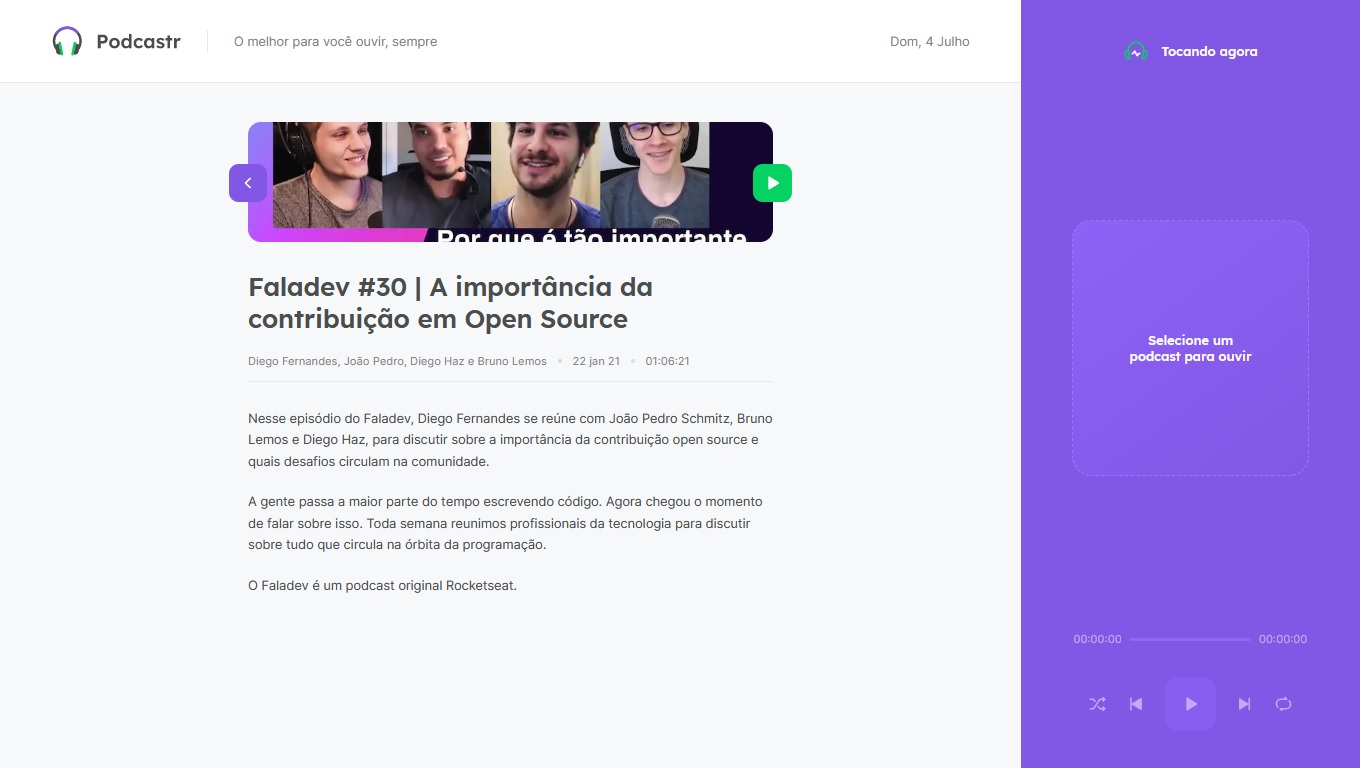 Podcastr
O melhor para você ouvir, sempre
Dom, 4 Julho
Tocando agora
Por que é tão importante
Faladev #30 | A importância da
contribuição em Open Source
Diego Fernandes, João Pedro, Diego Haz e Bruno Lemos
22 jan 21
01:06:21
Nesse episódio do Faladev, Diego Fernandes se reúne com João Pedro Schmitz, Bruno
Lemos e Diego Haz, para discutir sobre a importância da contribuição open source e
quais desafios circulam na comunidade.
A gente passa a maior parte do tempo escrevendo código. Agora chegou o momento
de falar sobre isso. Toda semana reunimos profissionais da tecnologia para discutir
sobre tudo que circula na órbita da programação.
O Faladev é um podcast original Rocketseat.
Selecione um
podcast para ouvir
00:00:00
00:00:00